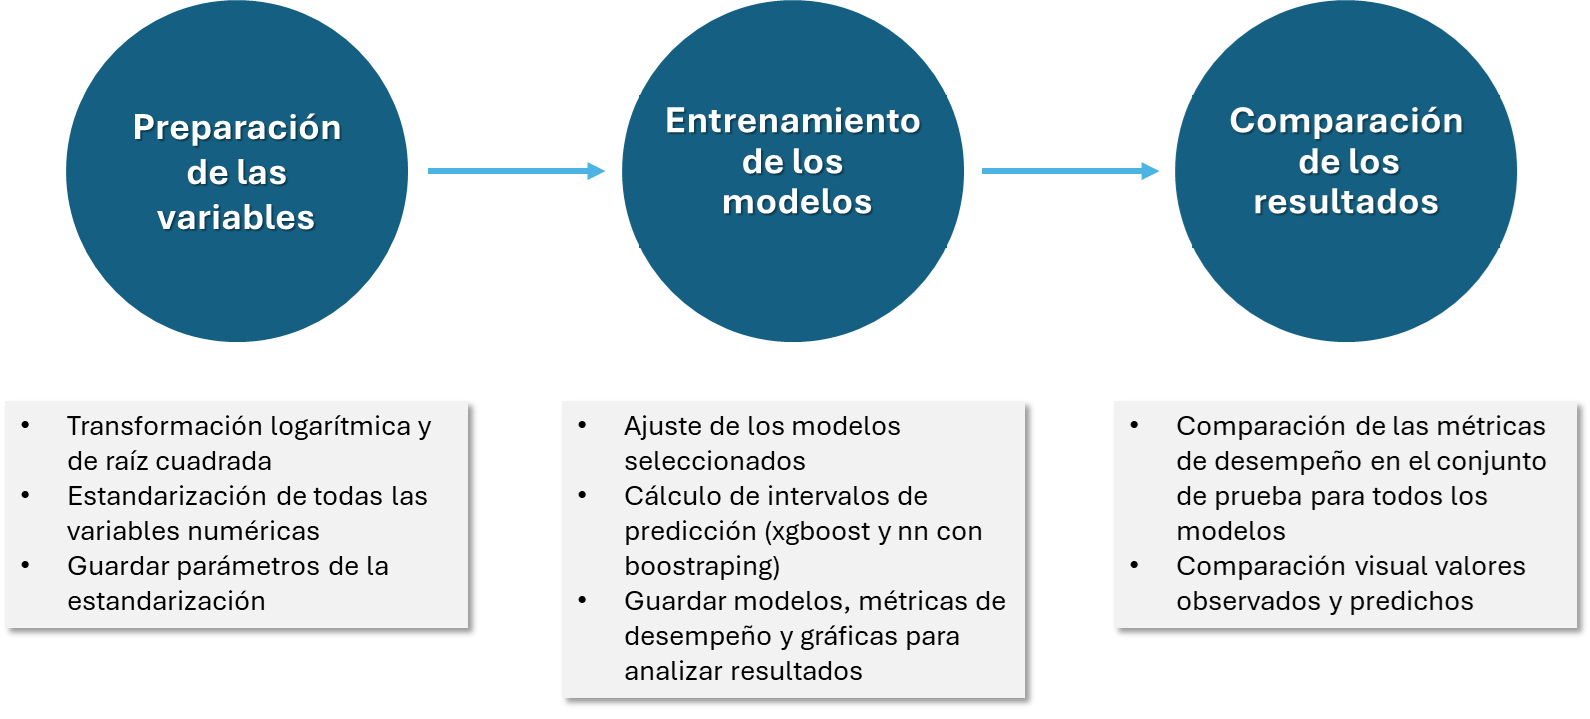 Preparación
de las
variables
Entrenamiento
de los
modelos
Comparación
de los
resultados
• Transformación logarítmica y
de raíz cuadrada
• Estandarización de todas las
variables numéricas
• Guardar parámetros de la
estandarización
• Ajuste de los modelos
seleccionados
• Cálculo de intervalos de
predicción (xgboost y nn con
boostraping)
• Guardar modelos, métricas de
desempeño y gráficas para
analizar resultados
• Comparación de las métricas
de desempeño en el conjunto
de prueba para todos los
modelos
• Comparación visual valores
observados y predichos